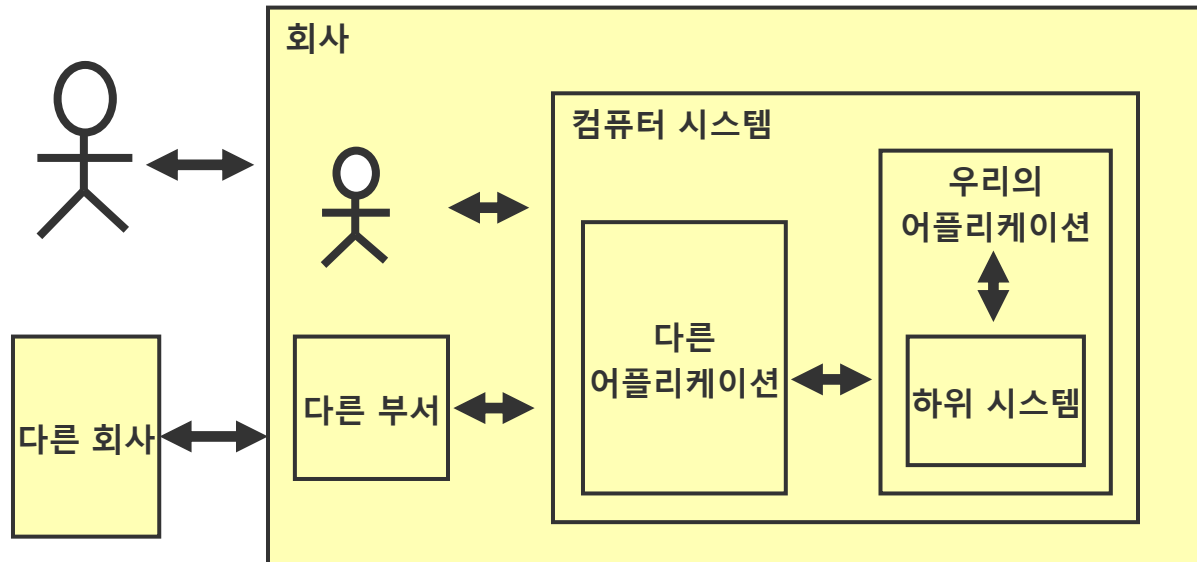 회사
컴퓨터 시스템
우리의
어플리케이션
다른
어플리케이션
하위 시스템
다른 부서
다른 회사